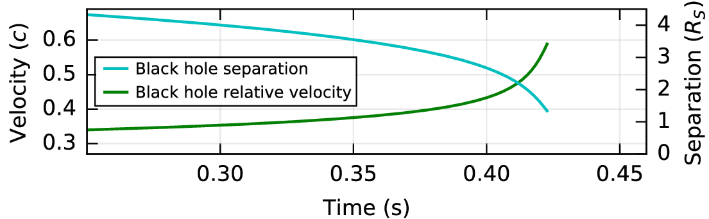 Velocity (c)
0.6
0.5
0.4
0.3
Black hole separation
Black hole relative velocity
4
3
2
1
0
Separation (R_S)
0.30
0.35
0.40
0.45
Time (s)